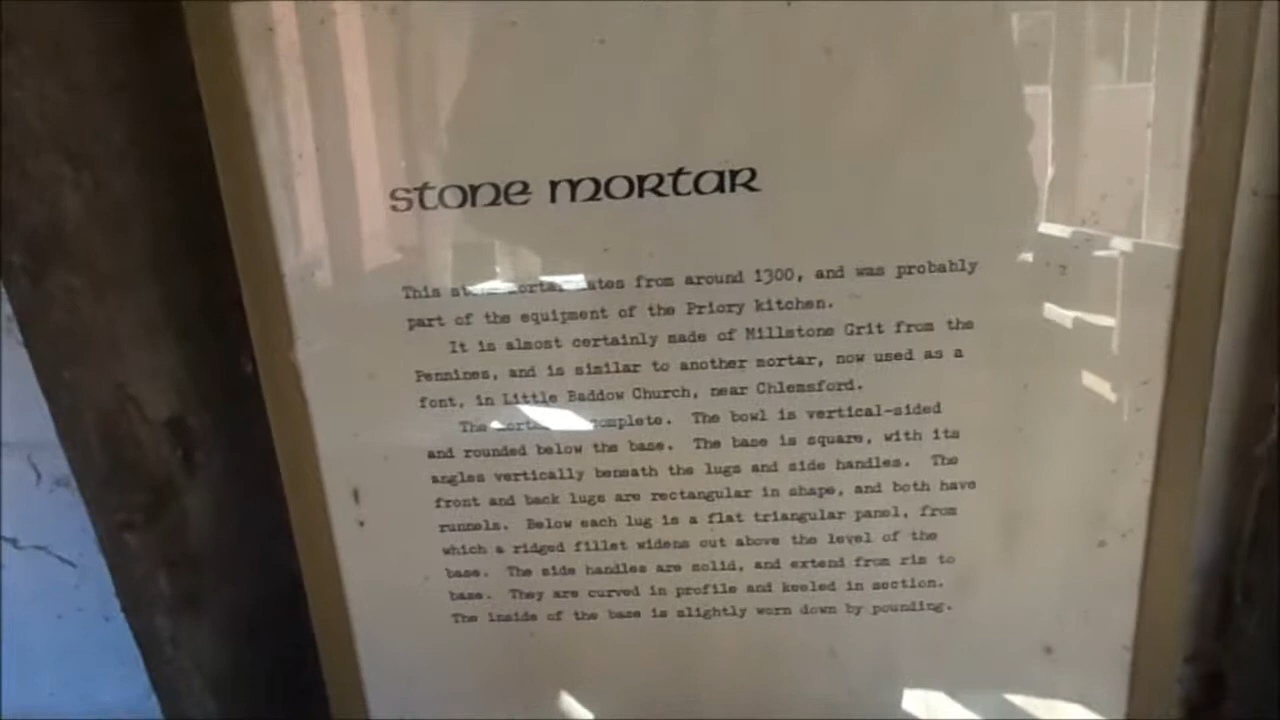 stone mortar
This stone mortar dates from around 1300, and was probably
part of the equipment of the Priory kitchen.
It is almost certainly made of Millstone Grit from the
Pennines, and is similar to another mortar, now used as a
font, in Little Baddow Church, near Chlemsford.
The mortar complete. The bowl is vertical-sided
and rounded below the base. The base is square, with its
angles vertically beneath the lugs and side handles. The
front and back lugs are rectangular in shape, and both have
runnels. Below each lug is a flat triangular panel, from
which a ridged fillet widens out above the level of the
base. The side handles are solid, and extend from rim to
base. They are curved in profile and keeled in section.
The inside of the base is slightly worn down by pounding.